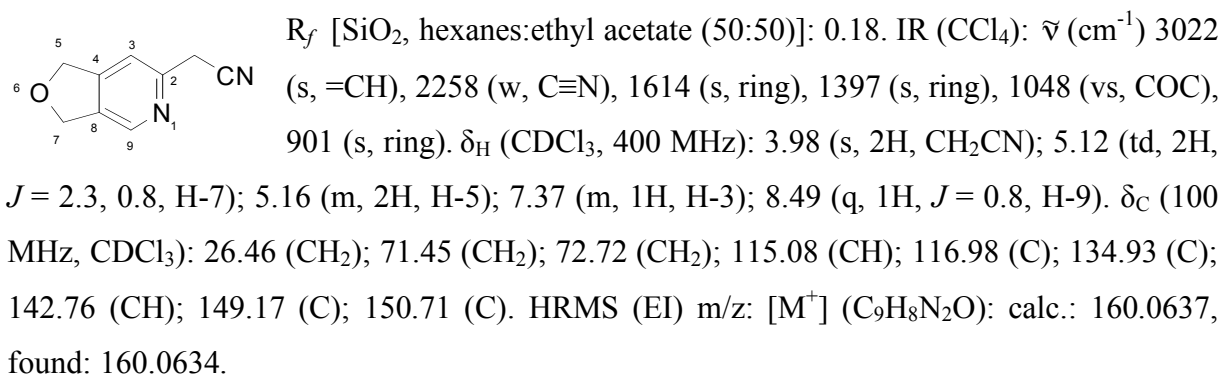 R𝑓 [SiO₂, hexanes:ethyl acetate (50:50)]: 0.18. IR (CCl₄): ṽ (cm⁻¹) 3022
(s, =CH), 2258 (w, C≡N), 1614 (s, ring), 1397 (s, ring), 1048 (vs, COC),
901 (s, ring). δH (CDCl₃, 400 MHz): 3.98 (s, 2H, CH₂CN); 5.12 (td, 2H,
J = 2.3, 0.8, H-7); 5.16 (m, 2H, H-5); 7.37 (m, 1H, H-3); 8.49 (q, 1H, J = 0.8, H-9). δC (100
MHz, CDCl₃): 26.46 (CH₂); 71.45 (CH₂); 72.72 (CH₂); 115.08 (CH); 116.98 (C); 134.93 (C);
142.76 (CH); 149.17 (C); 150.71 (C). HRMS (EI) m/z: [M⁺] (C₉H₈N₂O): calc.: 160.0637,
found: 160.0634.
5 3
4
2 CN
6 O
N 1
7 8 9